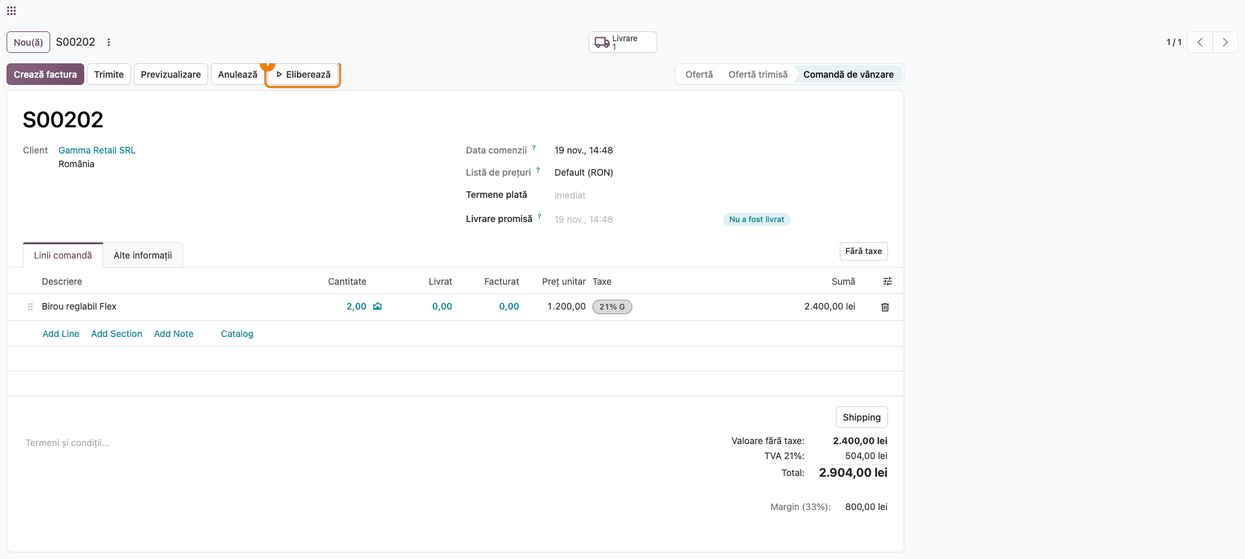 Nou(ă) S00202 Livrare 1 1 / 1
Crează factura Trimite Previzualizare Anulează Eliberează Ofertă Ofertă trimisă Comandă de vânzare
S00202
Client Gamma Retail SRL Data comenzii ? 19 nov., 14:48
România
Listă de prețuri ? Default (RON)
Termene plată Imediat
Livrare promisă ? 19 nov., 14:48 Nu a fost livrat
Linii comandă Alte informații Fără taxe
Descriere Cantitate Livrat Facturat Preț unitar Taxe Sumă
Birou reglabil Flex 2,00 0,00 0,00 1.200,00 21% G 2.400,00 lei
Add Line Add Section Add Note Catalog
Shipping
Termeni și condiții... Valoare fără taxe: 2.400,00 lei
TVA 21%: 504,00 lei
Total: 2.904,00 lei
Margin (33%): 800,00 lei